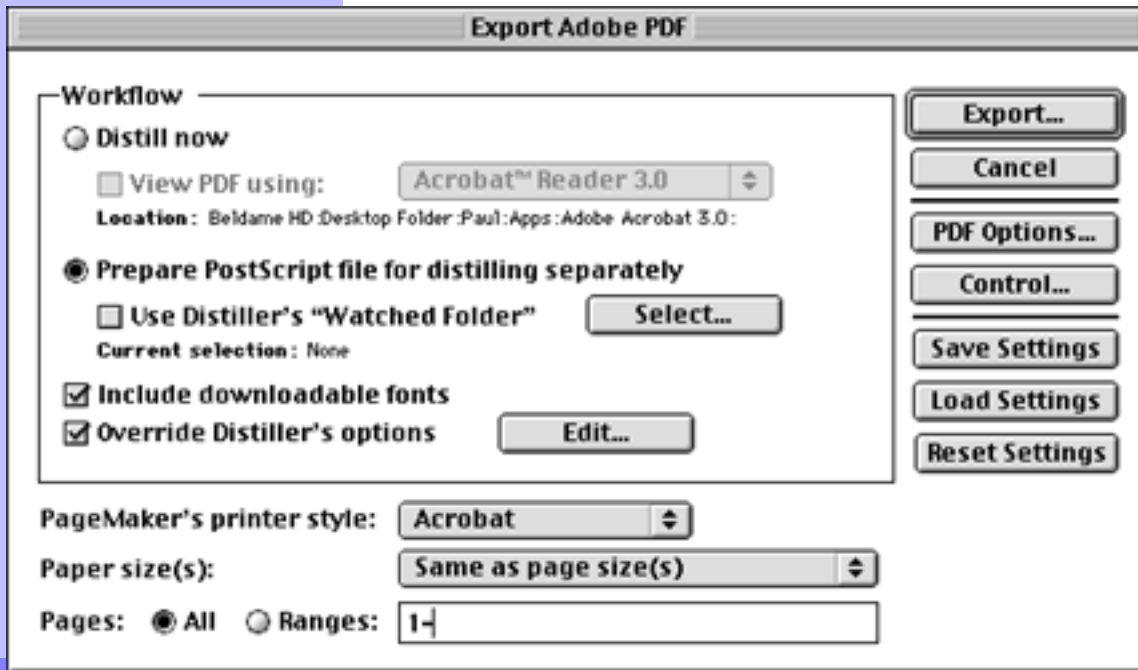 Export Adobe PDF
Workflow
Distill now
View PDF using: Acrobat™ Reader 3.0
Location: Beldame HD:Desktop Folder:Paul:Apps:Adobe Acrobat 3.0:
Prepare PostScript file for distilling separately
Use Distiller's “Watched Folder” Select...
Current selection: None
Include downloadable fonts
Override Distiller's options Edit...
Export...
Cancel
PDF Options...
Control...
Save Settings
Load Settings
Reset Settings
PageMaker's printer style: Acrobat
Paper size(s): Same as page size(s)
Pages: All Ranges: 1-